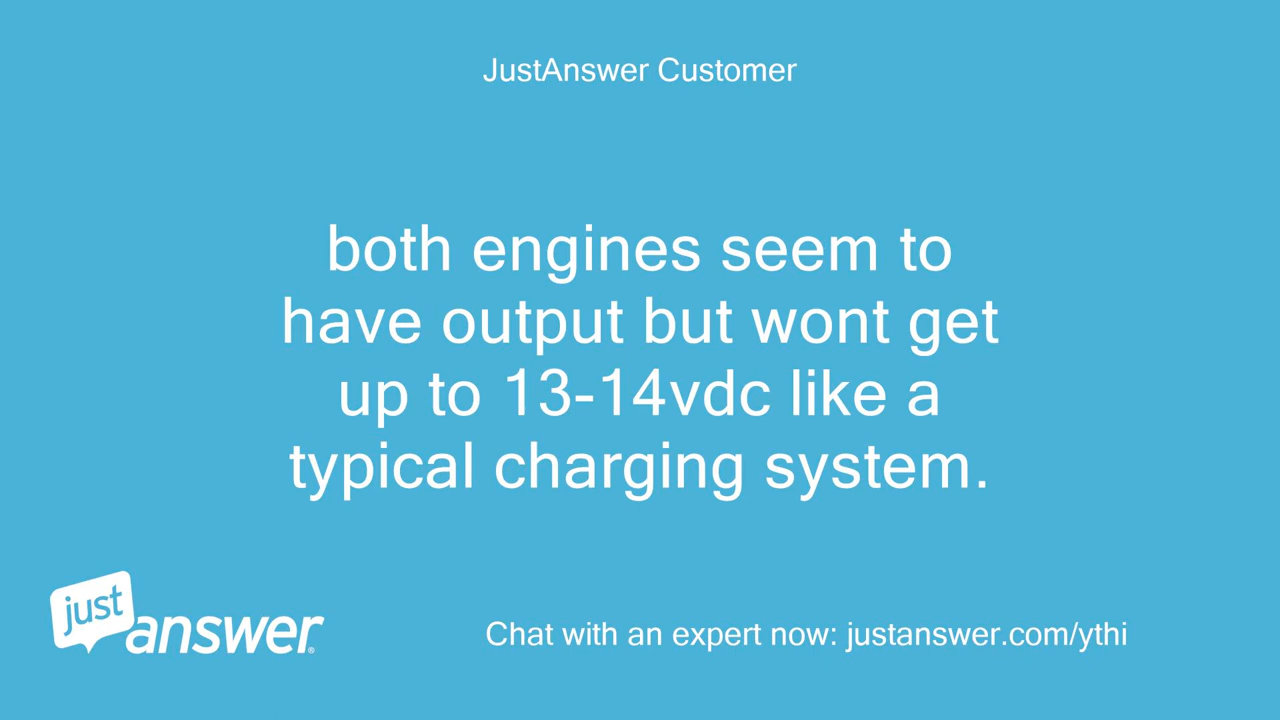 JustAnswer Customer
both engines seem to
have output but wont get
up to 13-14vdc like a
typical charging system.
just
answer®
Chat with an expert now: justanswer.com/ythi